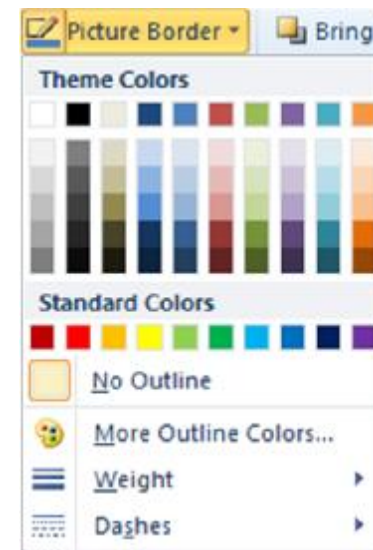 Picture Border Bring
Theme Colors
Standard Colors
No Outline
More Outline Colors...
Weight
Dashes